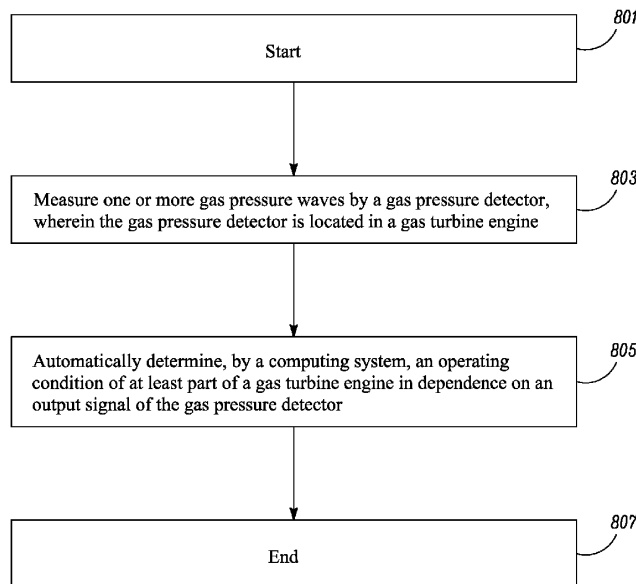 801
Start
803
Measure one or more gas pressure waves by a gas pressure detector,
wherein the gas pressure detector is located in a gas turbine engine
805
Automatically determine, by a computing system, an operating
condition of at least part of a gas turbine engine in dependence on an
output signal of the gas pressure detector
807
End